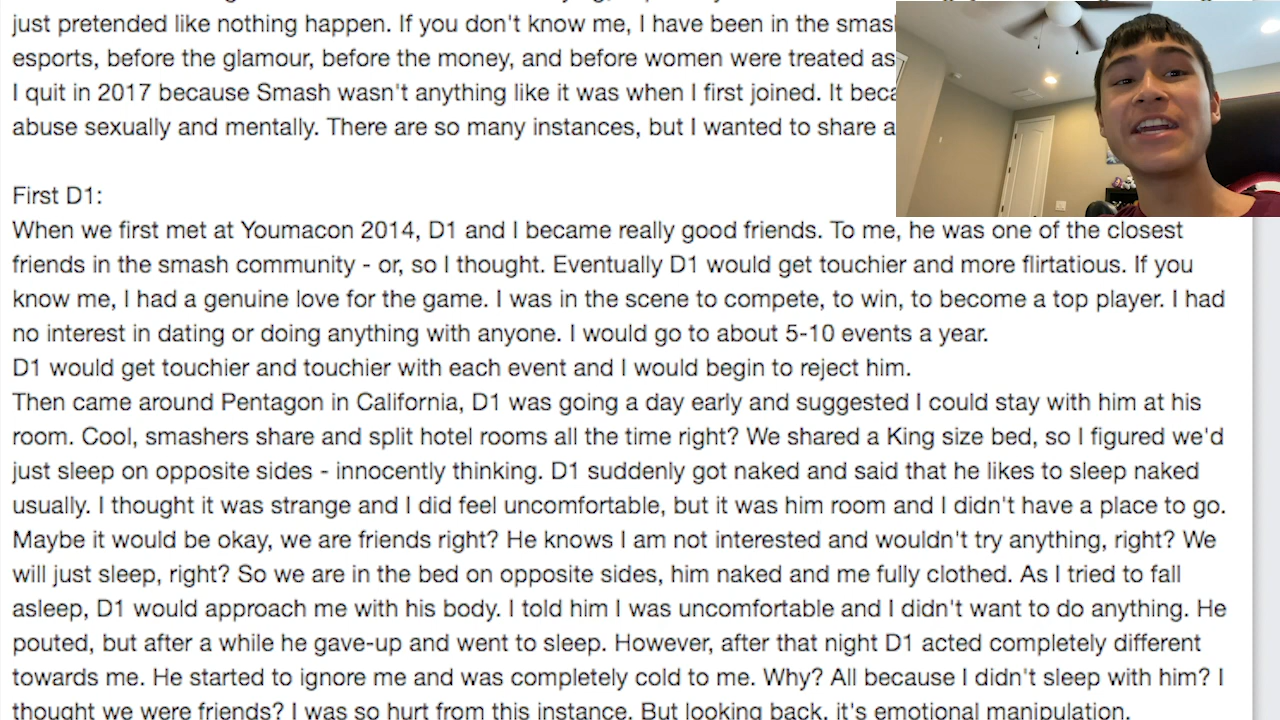 just pretended like nothing happen. If you don't know me, I have been in the smas
esports, before the glamour, before the money, and before women were treated as
I quit in 2017 because Smash wasn't anything like it was when I first joined. It beca
abuse sexually and mentally. There are so many instances, but I wanted to share a
First D1:
When we first met at Youmacon 2014, D1 and I became really good friends. To me, he was one of the closest
friends in the smash community - or, so I thought. Eventually D1 would get touchier and more flirtatious. If you
know me, I had a genuine love for the game. I was in the scene to compete, to win, to become a top player. I had
no interest in dating or doing anything with anyone. I would go to about 5-10 events a year.
D1 would get touchier and touchier with each event and I would begin to reject him.
Then came around Pentagon in California, D1 was going a day early and suggested I could stay with him at his
room. Cool, smashers share and split hotel rooms all the time right? We shared a King size bed, so I figured we'd
just sleep on opposite sides - innocently thinking. D1 suddenly got naked and said that he likes to sleep naked
usually. I thought it was strange and I did feel uncomfortable, but it was him room and I didn't have a place to go.
Maybe it would be okay, we are friends right? He knows I am not interested and wouldn't try anything, right? We
will just sleep, right? So we are in the bed on opposite sides, him naked and me fully clothed. As I tried to fall
asleep, D1 would approach me with his body. I told him I was uncomfortable and I didn't want to do anything. He
pouted, but after a while he gave-up and went to sleep. However, after that night D1 acted completely different
towards me. He started to ignore me and was completely cold to me. Why? All because I didn't sleep with him? I
thought we were friends? I was so hurt from this instance. But looking back, it's emotional manipulation.